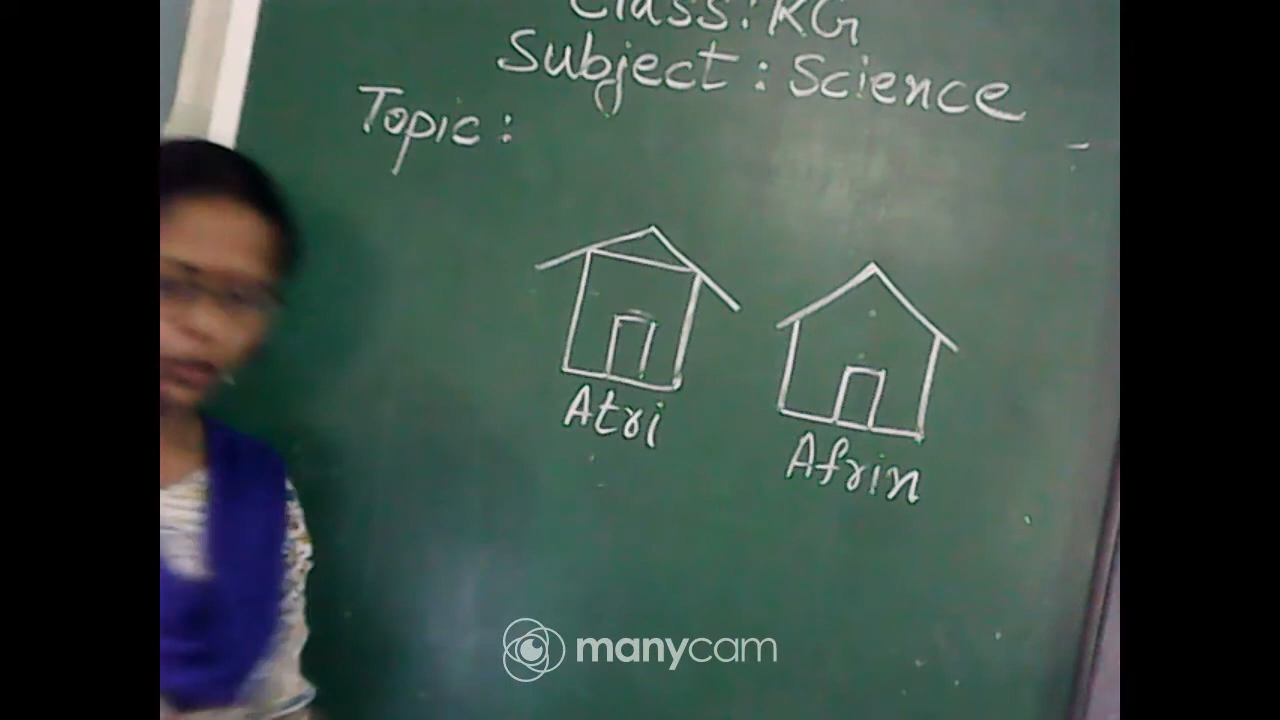 Class: KG
Subject: Science
Topic:
Atri
Afrin
manycam